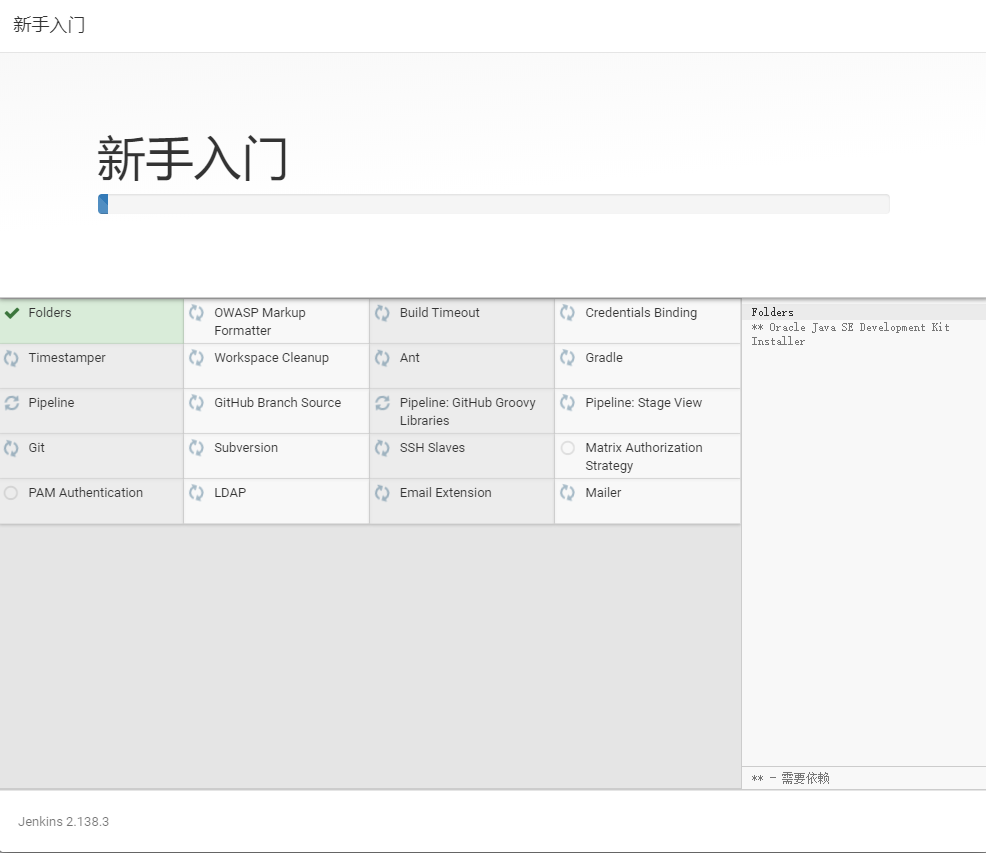 新手入门
新手入门
Folders
OWASP Markup
Formatter
Build Timeout
Credentials Binding
Timestamper
Workspace Cleanup
Ant
Gradle
Pipeline
GitHub Branch Source
Pipeline: GitHub Groovy
Libraries
Pipeline: Stage View
Git
Subversion
SSH Slaves
Matrix Authorization
Strategy
PAM Authentication
LDAP
Email Extension
Mailer
Folders
** Oracle Java SE Development Kit
Installer
** - 需要依赖
Jenkins 2.138.3